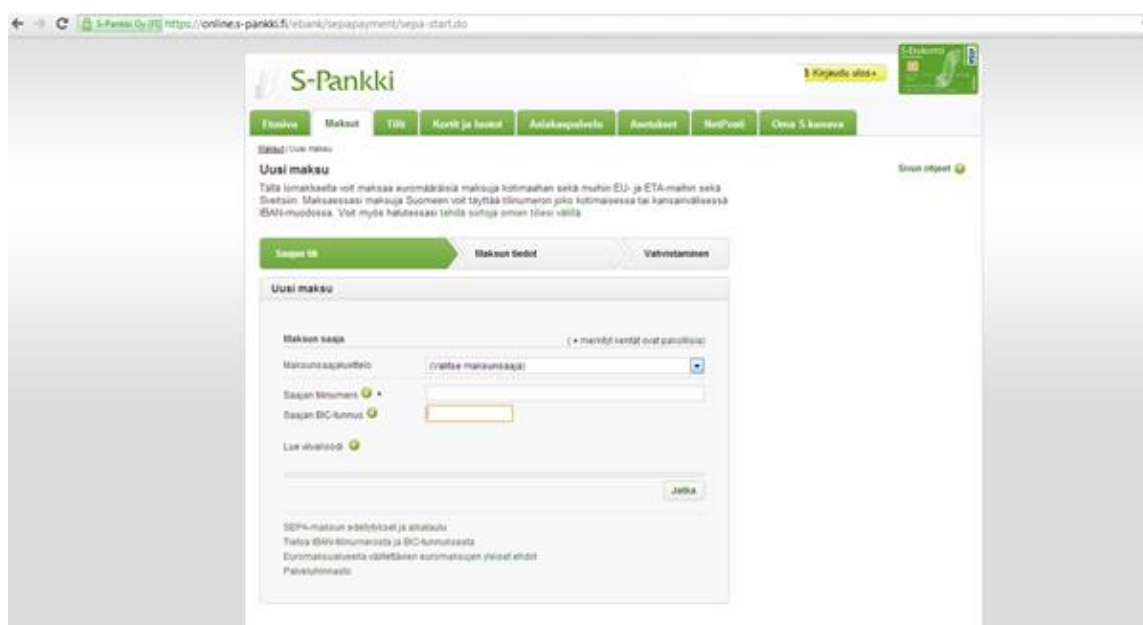 S-Pankki Oy [FI] https://online.s-pankki.fi/ebank/sepapayment/sepa-start.do
S-Etukortti
S-Pankki
Kirjaudu ulos
Etusivu Maksut Tilit Kortit ja luotot Asiakaspalvelu Asetukset NetPosti Oma S-kanava
Maksut / Uusi maksu
Uusi maksu
Sivun ohjeet
Tällä lomakkeella voit maksaa euromääräisiä maksuja kotimaahan sekä muihin EU- ja ETA-maihin sekä
Sveitsiin. Maksaessasi maksuja Suomeen voit täyttää tilinumeron joko kotimaisessa tai kansainvälisessä
IBAN-muodossa. Voit myös halutessasi tehdä siirtoja omien tiliesi välillä.
Saajan tili Maksun tiedot Vahvistaminen
Uusi maksu
Maksun saaja ( • merkityt kentät ovat pakollisia)
Maksunsaajaluettelo (Valitse maksunsaaja)
Saajan tilinumero •
Saajan BIC-tunnus
Lue viivakoodi
Jatka
SEPA-maksun edellytykset ja aikataulu
Tietoa IBAN-tilinumerosta ja BIC-tunnuksesta
Euromaksualueella välitettävien euromaksujen yleiset ehdot
Palveluhinnasto